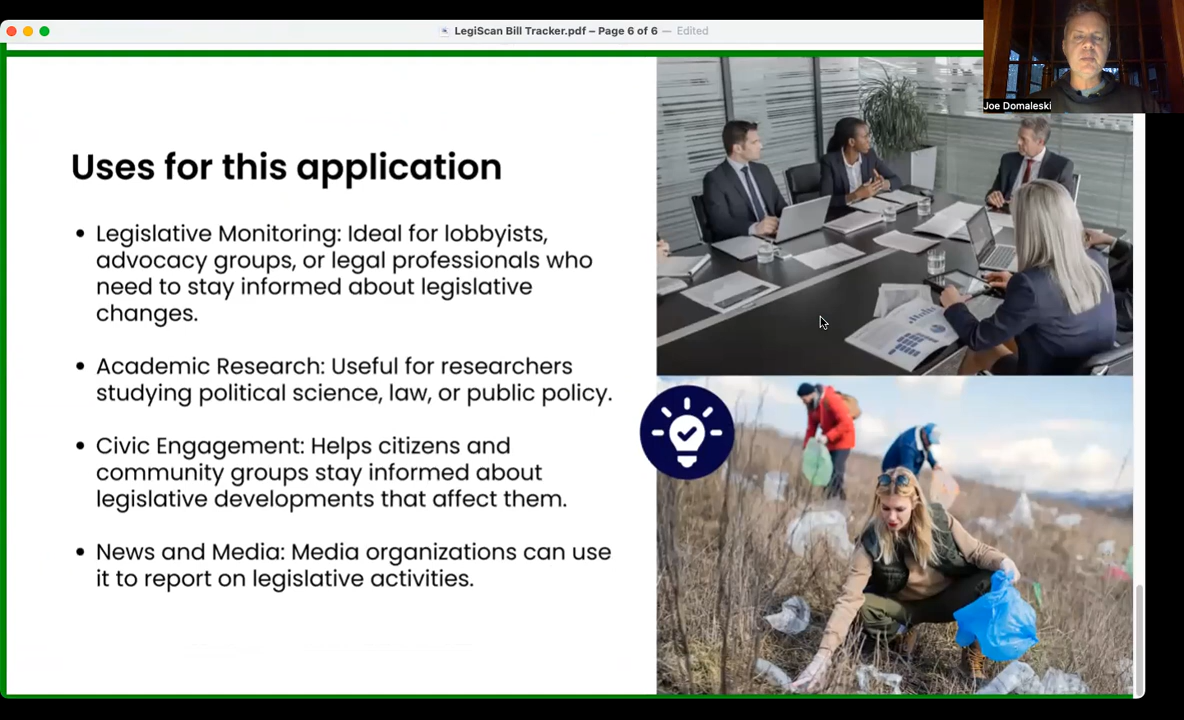 LegiScan Bill Tracker.pdf – Page 6 of 6 — Edited
Joe Domaleski
Uses for this application
• Legislative Monitoring: Ideal for lobbyists,
advocacy groups, or legal professionals who
need to stay informed about legislative
changes.
• Academic Research: Useful for researchers
studying political science, law, or public policy.
• Civic Engagement: Helps citizens and
community groups stay informed about
legislative developments that affect them.
• News and Media: Media organizations can use
it to report on legislative activities.